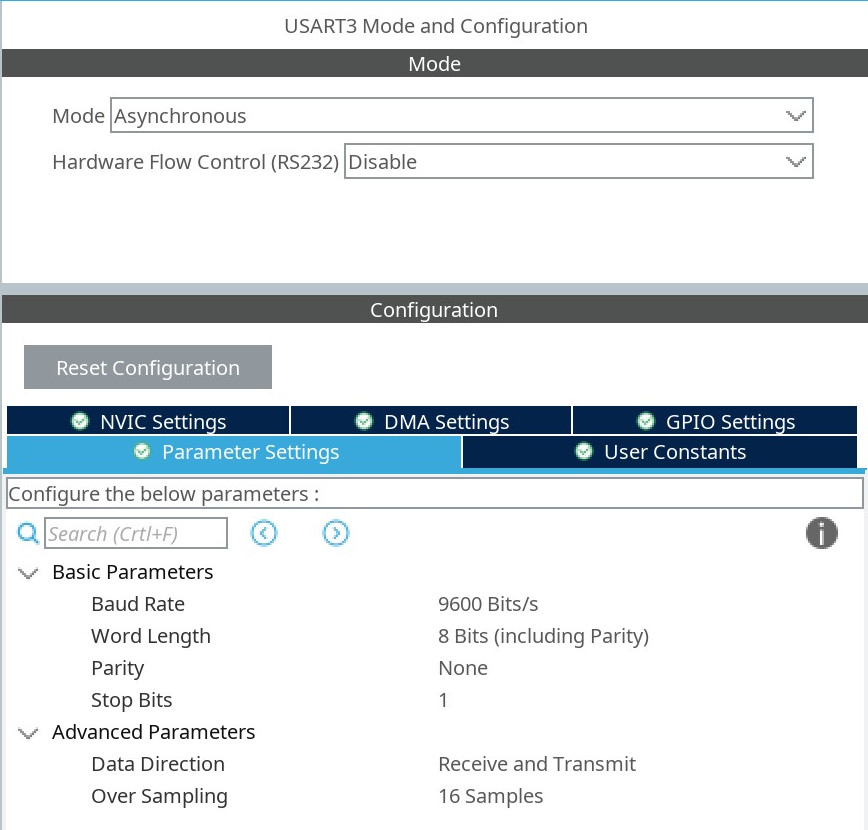 USART3 Mode and Configuration
Mode
Mode Asynchronous
Hardware Flow Control (RS232) Disable
Configuration
Reset Configuration
NVIC Settings DMA Settings GPIO Settings
Parameter Settings User Constants
Configure the below parameters :
Search (Crtl+F)
Basic Parameters
Baud Rate 9600 Bits/s
Word Length 8 Bits (including Parity)
Parity None
Stop Bits 1
Advanced Parameters
Data Direction Receive and Transmit
Over Sampling 16 Samples